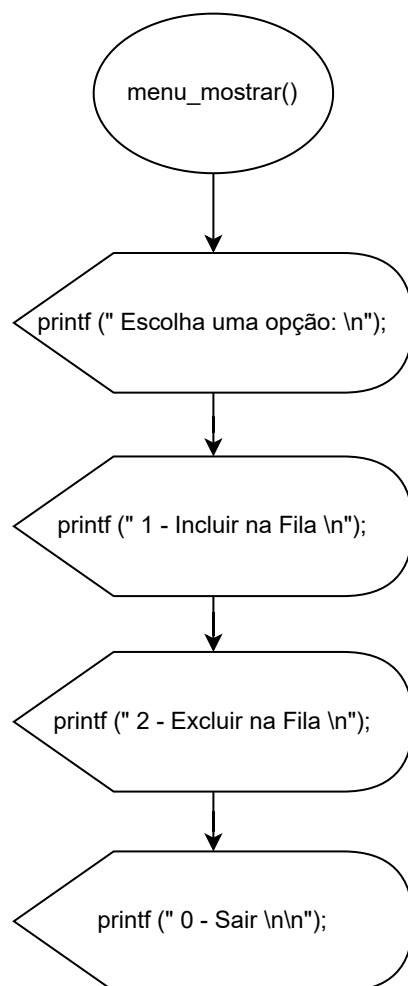 menu_mostrar()
printf (" Escolha uma opção: \n");
printf (" 1 - Incluir na Fila \n");
printf (" 2 - Excluir na Fila \n");
printf (" 0 - Sair \n\n");